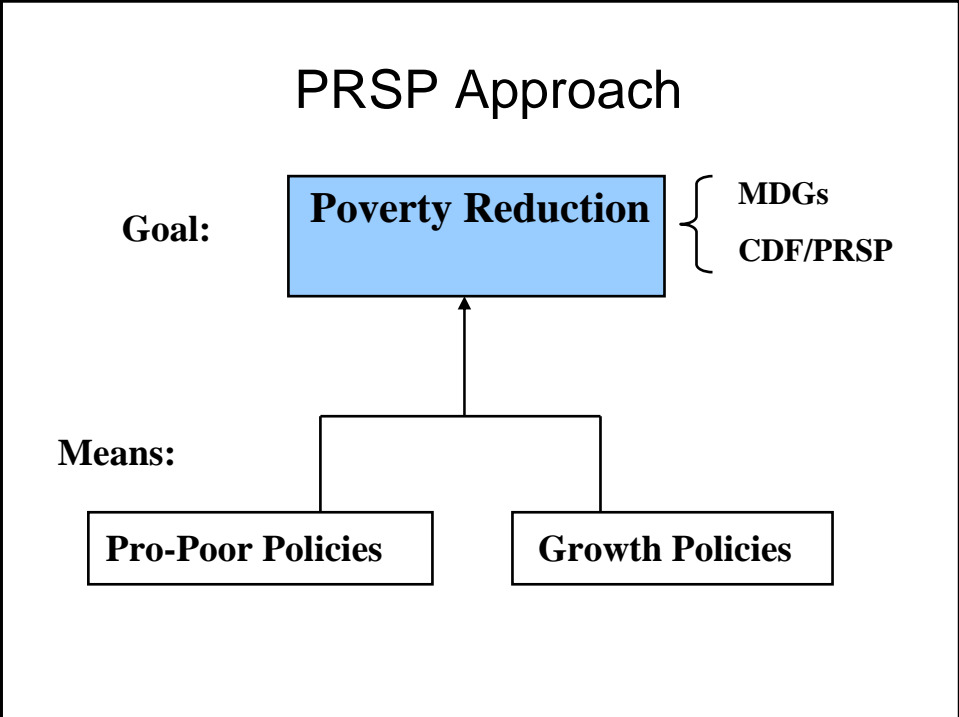 PRSP Approach
Goal:
Poverty Reduction
MDGs
CDF/PRSP
Means:
Pro-Poor Policies
Growth Policies